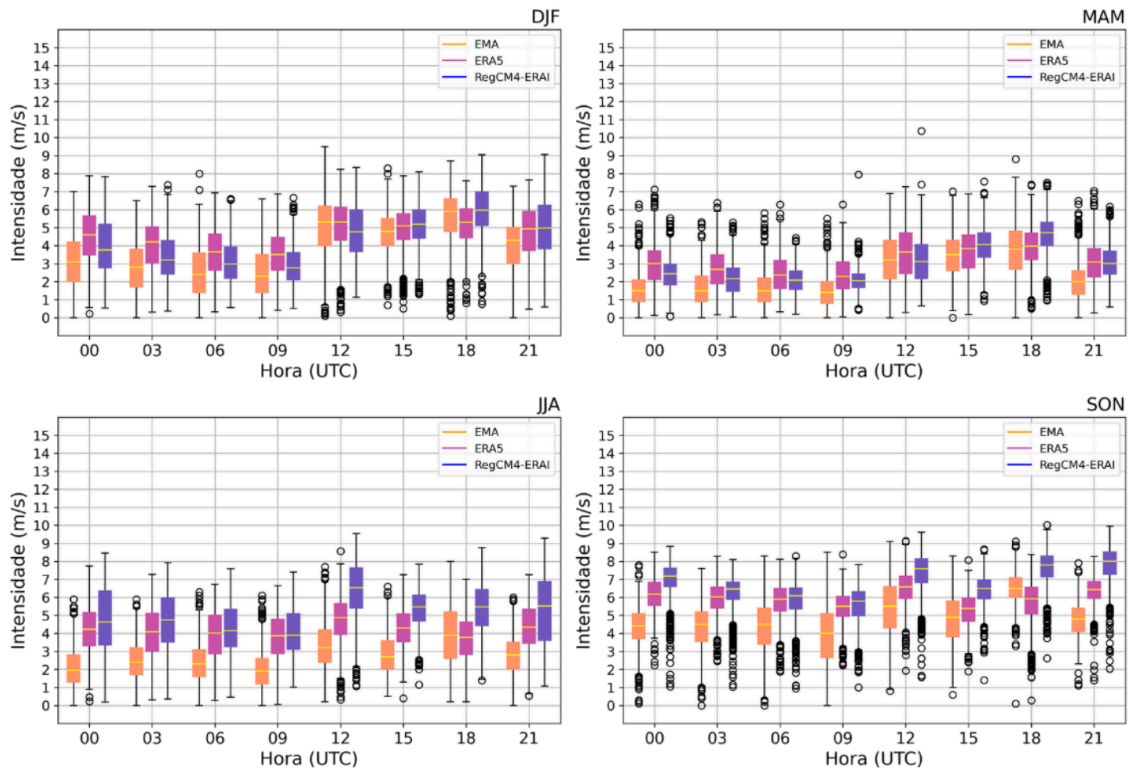 DJF
EMA
ERA5
RegCM4-ERAI
Intensidade (m/s)
15
14
13
12
11
10
9
8
7
6
5
4
3
2
1
0
00 03 06 09 12 15 18 21
Hora (UTC)
MAM
EMA
ERA5
RegCM4-ERAI
Intensidade (m/s)
15
14
13
12
11
10
9
8
7
6
5
4
3
2
1
0
00 03 06 09 12 15 18 21
Hora (UTC)
JJA
EMA
ERA5
RegCM4-ERAI
Intensidade (m/s)
15
14
13
12
11
10
9
8
7
6
5
4
3
2
1
0
00 03 06 09 12 15 18 21
Hora (UTC)
SON
EMA
ERA5
RegCM4-ERAI
Intensidade (m/s)
15
14
13
12
11
10
9
8
7
6
5
4
3
2
1
0
00 03 06 09 12 15 18 21
Hora (UTC)